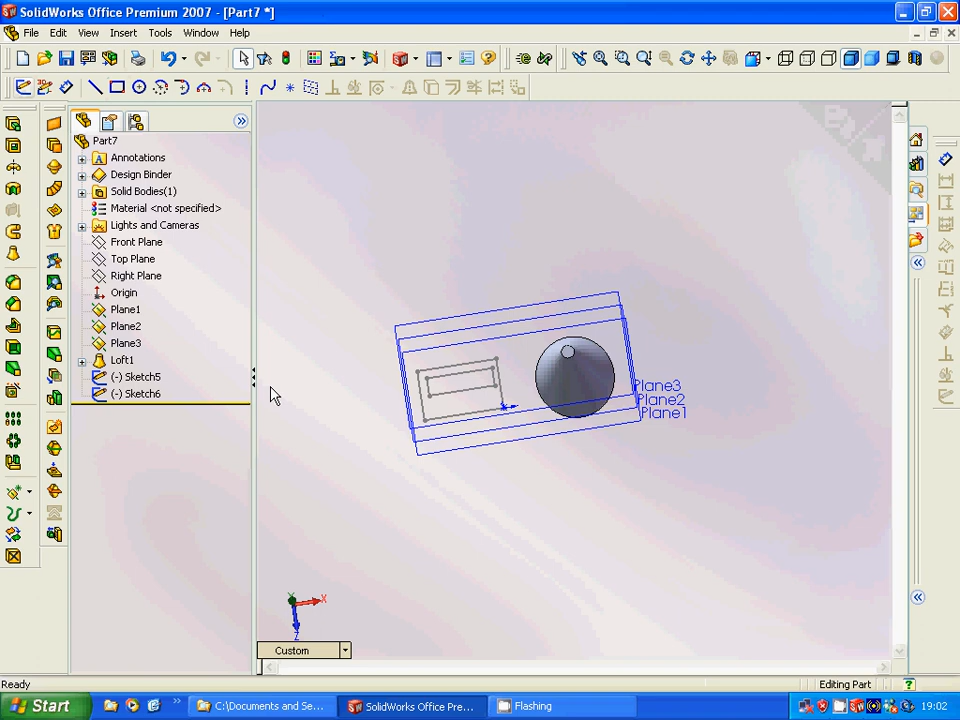 SolidWorks Office Premium 2007 - [Part7 *]
File Edit View Insert Tools Window Help
Part7
Annotations
Design Binder
Solid Bodies(1)
Material <not specified>
Lights and Cameras
Front Plane
Top Plane
Right Plane
Origin
Plane1
Plane2
Plane3
Loft1
(-) Sketch5
(-) Sketch6
Plane3
Plane2
Plane1
Y
X
Z
Custom
Ready
Editing Part
Start
C:\Documents and Se...
SolidWorks Office Pre...
Flashing
19:02